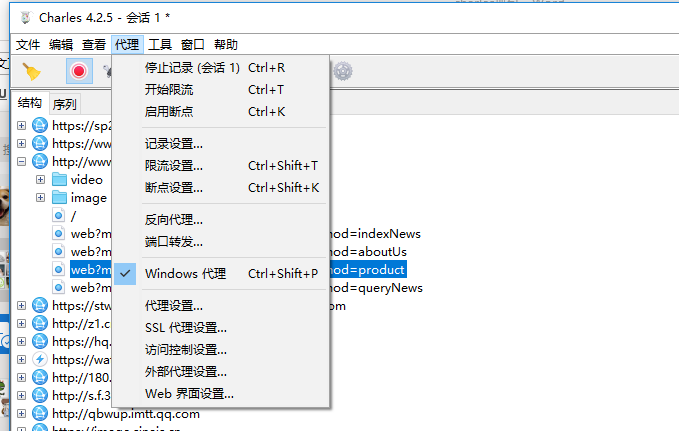 Charles 4.2.5 - 会话 1 *
文件 编辑 查看 代理 工具 窗口 帮助
停止记录 (会话 1) Ctrl+R
开始限流 Ctrl+T
启用断点 Ctrl+K
记录设置...
限流设置... Ctrl+Shift+T
断点设置... Ctrl+Shift+K
反向代理...
端口转发...
Windows 代理 Ctrl+Shift+P
代理设置...
SSL 代理设置...
访问控制设置...
外部代理设置...
Web 界面设置...
结构 序列
https://sp2
https://ww
http://www
video
image
/
web?m nod=indexNews
web?m nod=aboutUs
web?m nod=product
web?m nod=queryNews
https://stw om
http://z1.c
https://hq.
https://wa
http://180.
http://s.f.3
http://qbwup.imtt.qq.com